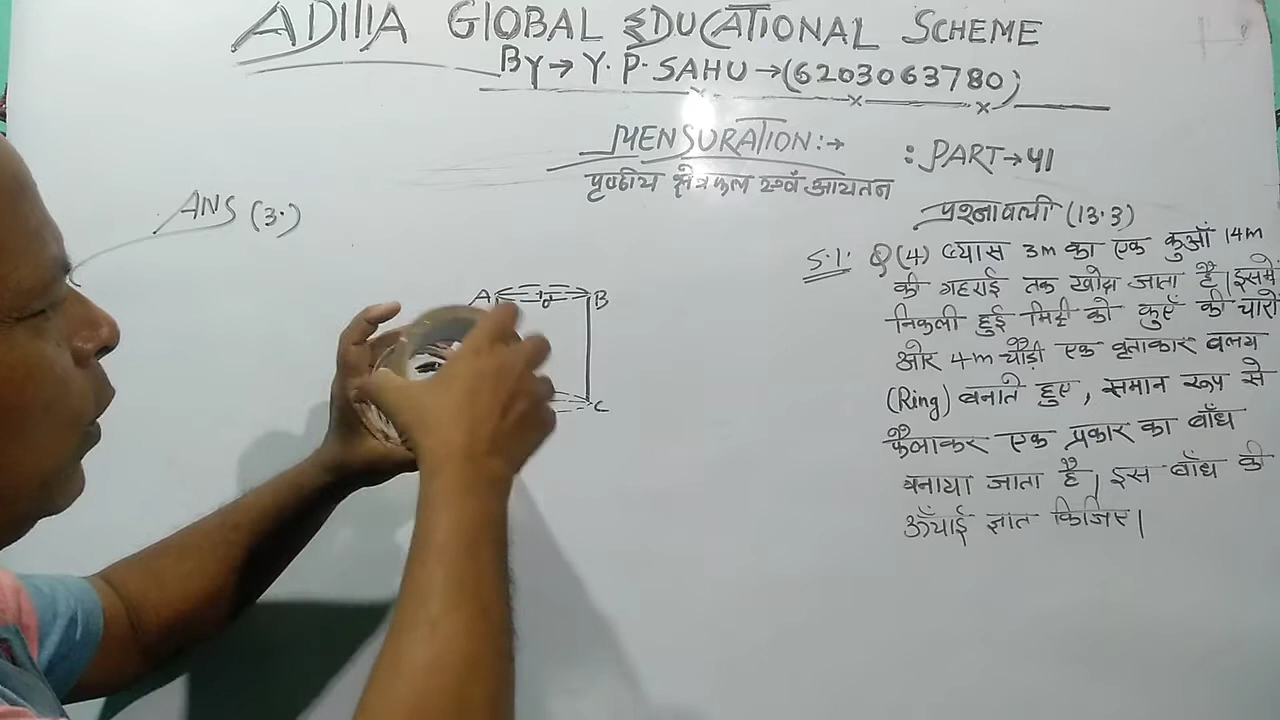 ADITIA GLOBAL EDUCATIONAL SCHEME
By → Y. P. SAHU → (6203063780)
MENSURATION :→
: PART → 41
पृष्ठीय क्षेत्रफल एवं आयतन
प्रश्नावली (13.3)
ANS (3.)
S.1. Q(4) व्यास 3m का एक कुआँ 14m
की गहराई तक खोदा जाता है। इसमें
निकली हुई मिट्टी को कुएँ की चारो
और 4m चौड़ी एक वृताकार वलय
(Ring) बनाते हुए, समान रूप से
फैलाकर एक प्रकार का बाँध
बनाया जाता है। इस बाँध की
ऊँचाई ज्ञात किजिए।
A B
C